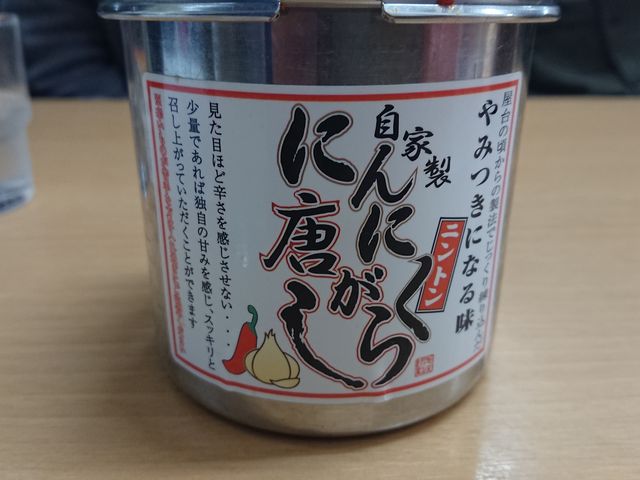 屋台の頃からの製法でじっくり練り込んだ
やみつきになる味
ニントン
自家製
んにくがらし
に唐
見た目ほど辛さを感じさせない・・・
少量であれば独自の甘みを感じ、スッキリと
召し上がっていただくことができます